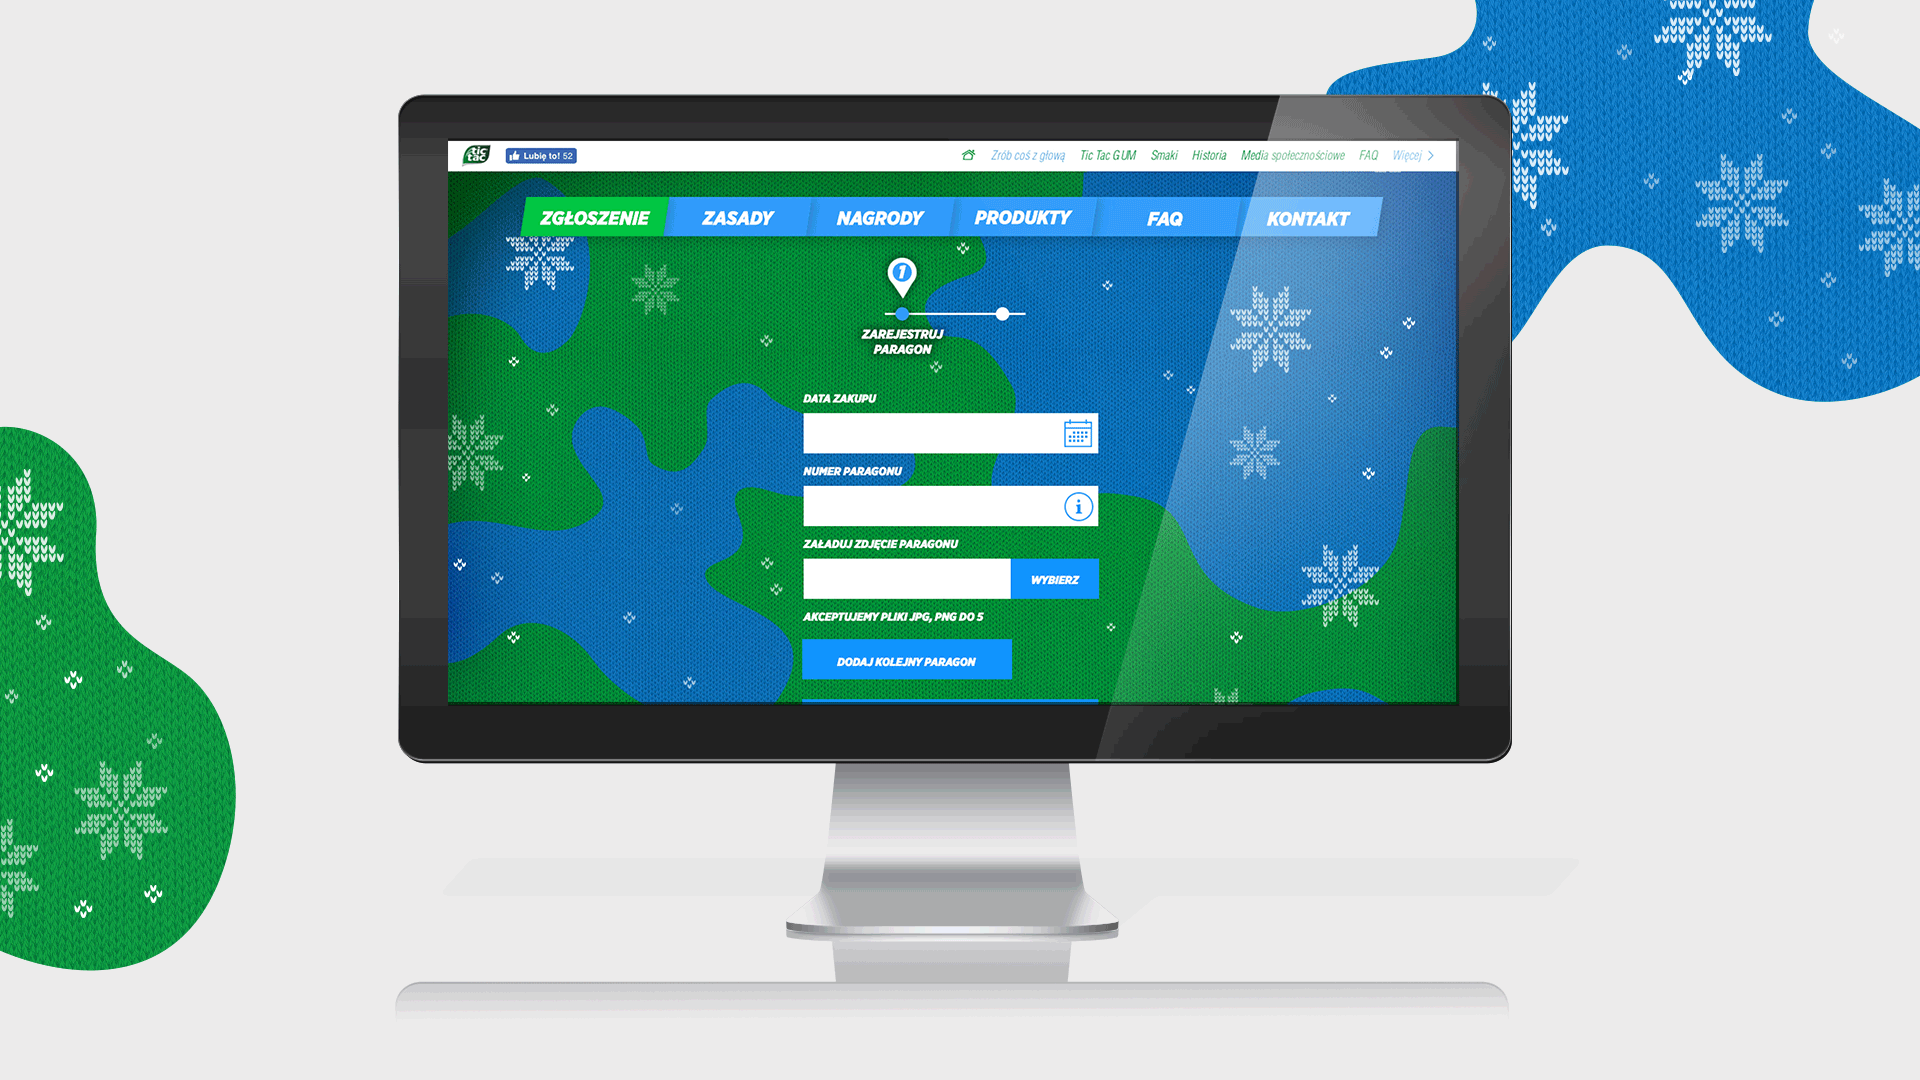 tic
tac
Lubię to! 52
Zrób coś z głową
Tic Tac GUM
Smaki
Historia
Media społecznościowe
FAQ
Więcej
ZGŁOSZENIE
ZASADY
NAGRODY
PRODUKTY
FAQ
KONTAKT
1
ZAREJESTRUJ
PARAGON
DATA ZAKUPU
NUMER PARAGONU
i
ZAŁADUJ ZDJĘCIE PARAGONU
WYBIERZ
AKCEPTUJEMY PLIKI JPG, PNG DO 5
DODAJ KOLEJNY PARAGON